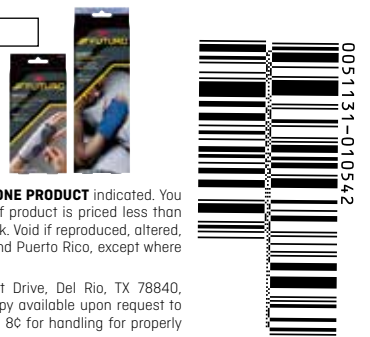 FUTURO
FUTURO
ONE PRODUCT indicated. You
f product is priced less than
k. Void if reproduced, altered,
nd Puerto Rico, except where
t Drive, Del Rio, TX 78840,
py available upon request to
8¢ for handling for properly
0051131-010542